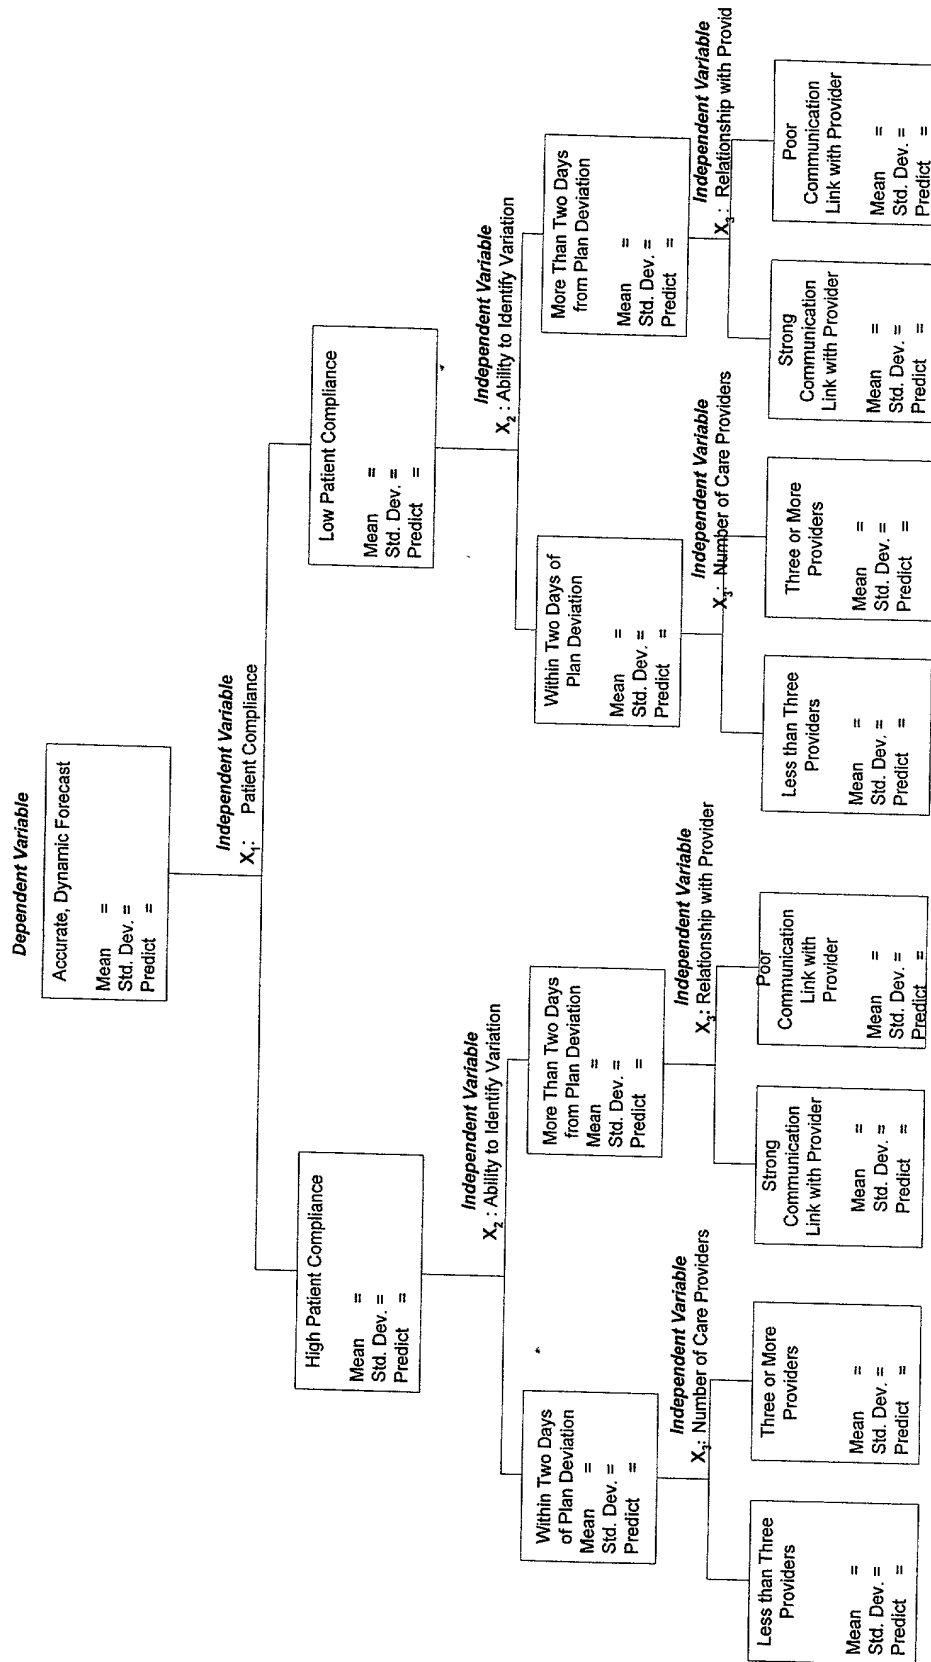 Dependent Variable
Accurate, Dynamic Forecast
Mean =
Std. Dev. =
Predict =
Independent Variable
X1: Patient Compliance
High Patient Compliance
Mean =
Std. Dev. =
Predict =
Low Patient Compliance
Mean =
Std. Dev. =
Predict =
Independent Variable
X2 : Ability to Identify Variation
Independent Variable
X2 : Ability to Identify Variation
Within Two Days
of Plan Deviation
Mean =
Std. Dev. =
Predict =
More Than Two Days
from Plan Deviation
Mean =
Std. Dev. =
Predict =
Within Two Days of
Plan Deviation
Mean =
Std. Dev. =
Predict =
More Than Two Days
from Plan Deviation
Mean =
Std. Dev. =
Predict =
Independent Variable
X3: Number of Care Providers
Independent Variable
X3: Relationship with Provider
Independent Variable
X3: Number of Care Providers
Independent Variable
X3: Relationship with Provid
Less than Three
Providers
Mean =
Std. Dev. =
Predict =
Three or More
Providers
Mean =
Std. Dev. =
Predict =
Strong
Communication
Link with Provider
Mean =
Std. Dev. =
Predict =
Poor
Communication
Link with
Provider
Mean =
Std. Dev. =
Predict =
Less than Three
Providers
Mean =
Std. Dev. =
Predict =
Three or More
Providers
Mean =
Std. Dev. =
Predict =
Strong
Communication
Link with Provider
Mean =
Std. Dev. =
Predict =
Poor
Communication
Link with Provider
Mean =
Std. Dev. =
Predict =